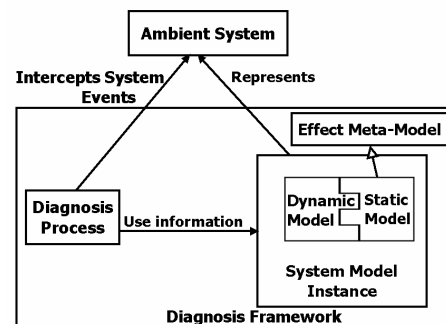 Ambient System
Intercepts System
Events
Represents
Effect Meta-Model
Diagnosis
Process
Use information
Dynamic
Model
Static
Model
System Model
Instance
Diagnosis Framework